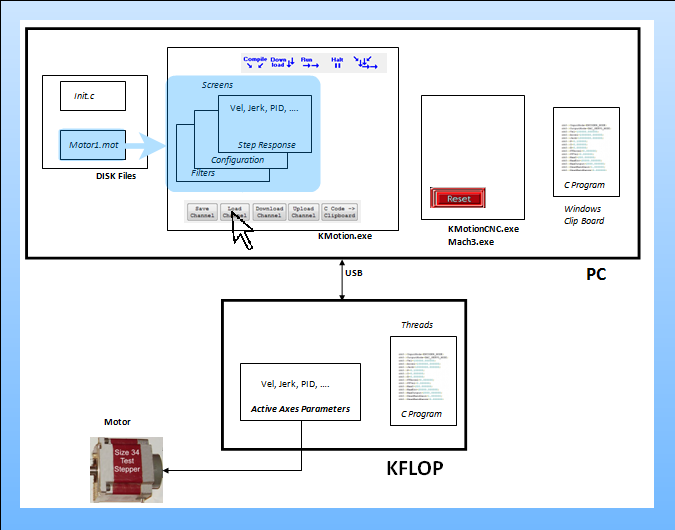 Compile
Down
load
Run
Halt
Screens
Init.c
Vel, Jerk, PID, ....
Motor1.mot
Step Response
Configuration
Filters
DISK Files
C Program
Save
Channel
Load
Channel
Download
Channel
Upload
Channel
C Code ->
Clipboard
Reset
Windows
Clip Board
KMotion.exe
KMotionCNC.exe
Mach3.exe
USB
PC
Threads
Vel, Jerk, PID, ....
Active Axes Parameters
C Program
Motor
Size 34
Test
Stepper
KFLOP